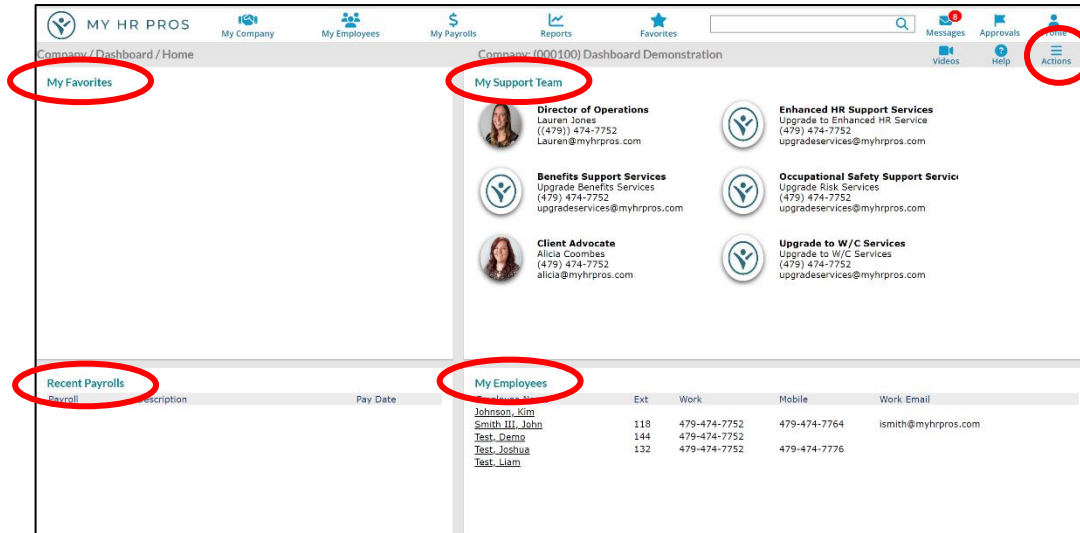 MY HR PROS
My Company
My Employees
My Payrolls
Reports
Favorites
8
Messages
Approvals
Profile
Company / Dashboard / Home
Company: (000100) Dashboard Demonstration
Videos
Help
Actions
My Favorites
My Support Team
Director of Operations
Lauren Jones
((479)) 474-7752
Lauren@myhrpros.com
Enhanced HR Support Services
Upgrade to Enhanced HR Service
(479) 474-7752
upgradeservices@myhrpros.com
Benefits Support Services
Upgrade Benefits Services
(479) 474-7752
upgradeservices@myhrpros.com
Occupational Safety Support Servic
Upgrade Risk Services
(479) 474-7752
upgradeservices@myhrpros.com
Client Advocate
Alicia Coombes
(479) 474-7752
alicia@myhrpros.com
Upgrade to W/C Services
Upgrade to W/C Services
(479) 474-7752
upgradeservices@myhrpros.com
Recent Payrolls
Payroll Description Pay Date
My Employees
Employee Name Ext Work Mobile Work Email
Johnson, Kim
Smith III, John 118 479-474-7752 479-474-7764 ismith@myhrpros.com
Test, Demo 144 479-474-7752
Test, Joshua 132 479-474-7752 479-474-7776
Test, Liam